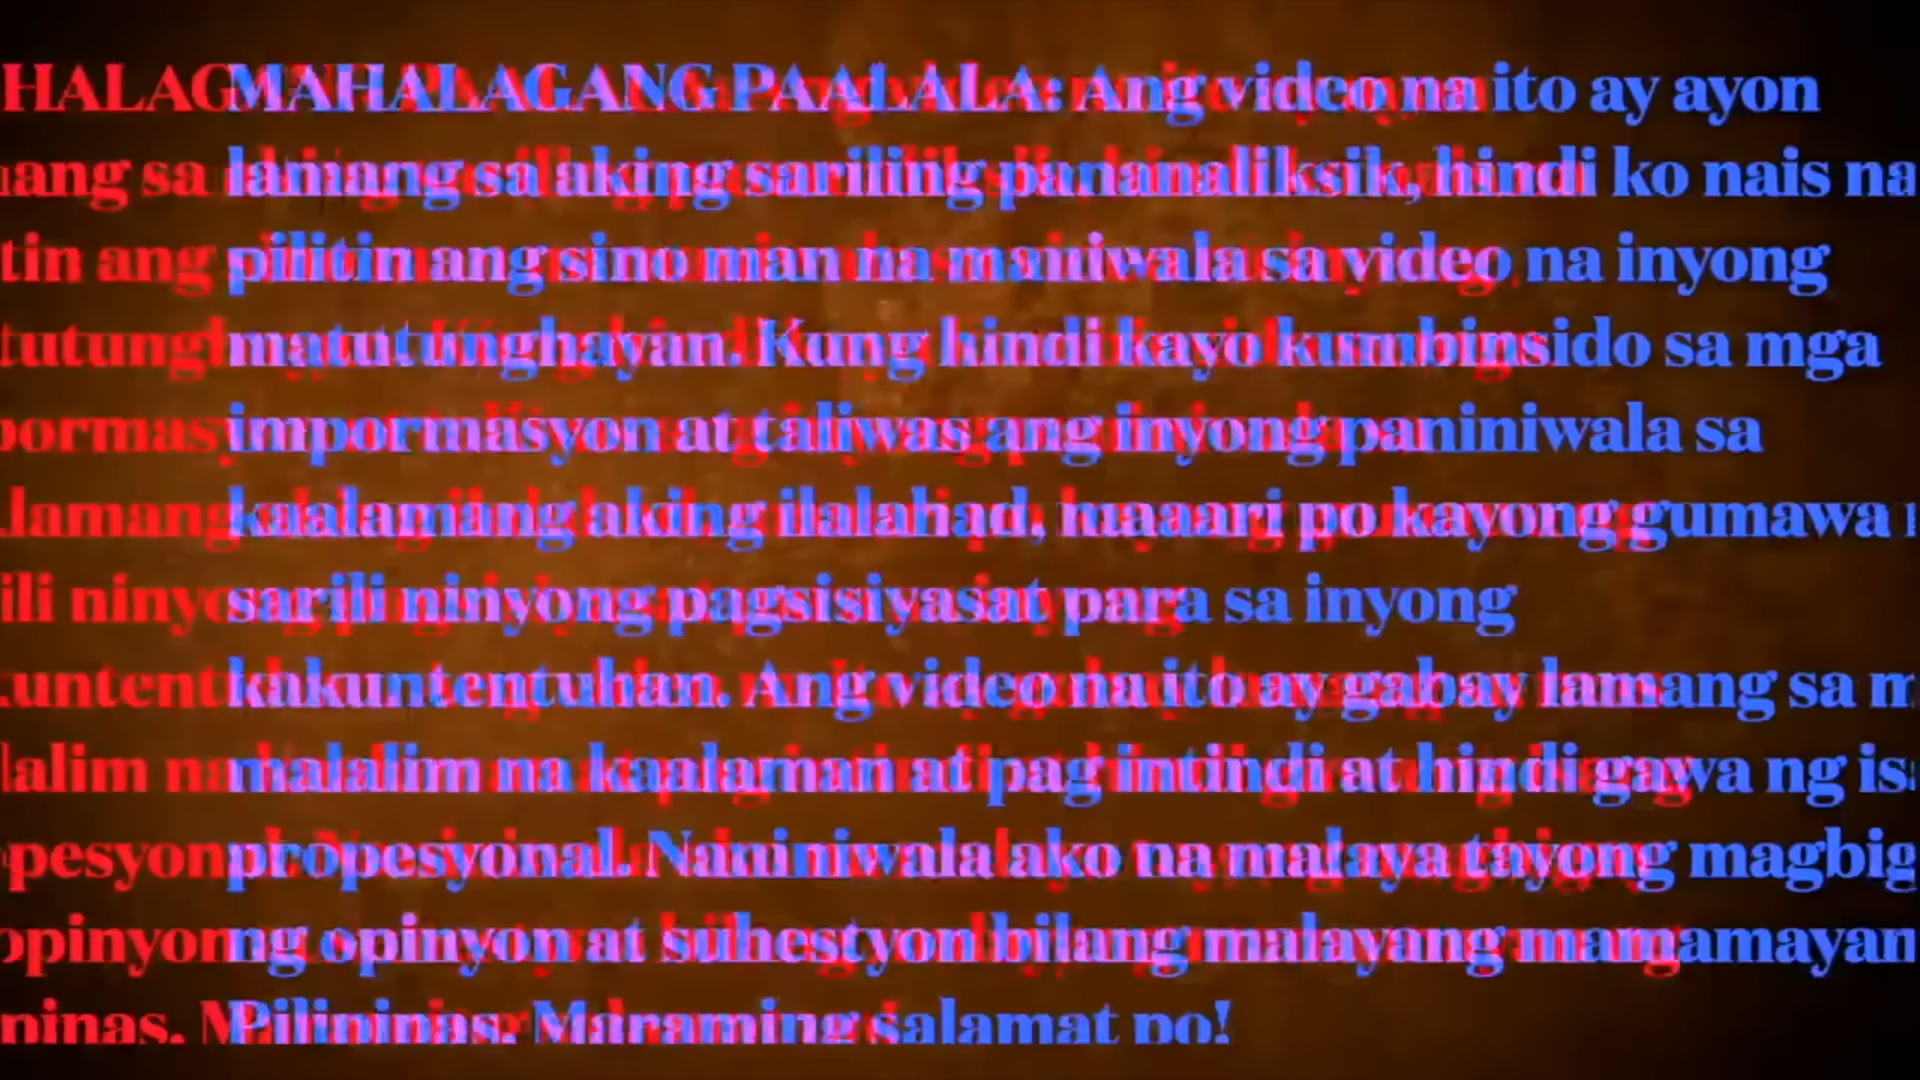 MAHALAGANG PAALALA: Ang video na ito ay ayon
lamang sa aking sariling pananaliksik, hindi ko nais na
pilitin ang sino man na maniwala sa video na inyong
matutunghayan. Kung hindi kayo kumbinsido sa mga
impormasyon at taliwas ang inyong paniniwala sa
kaalamang aking ilalahad, maaari po kayong gumawa
sarili ninyong pagsisiyasat para sa inyong
kakuntentuhan. Ang video na ito ay gabay lamang sa m
malalim na kaalaman at pag intindi at hindi gawa ng is
propesyonal. Naniniwala ako na malaya tayong magbig
ng opinyon at suhestyon bilang malayang mamamayan
Pilipinas. Maraming salamat po!